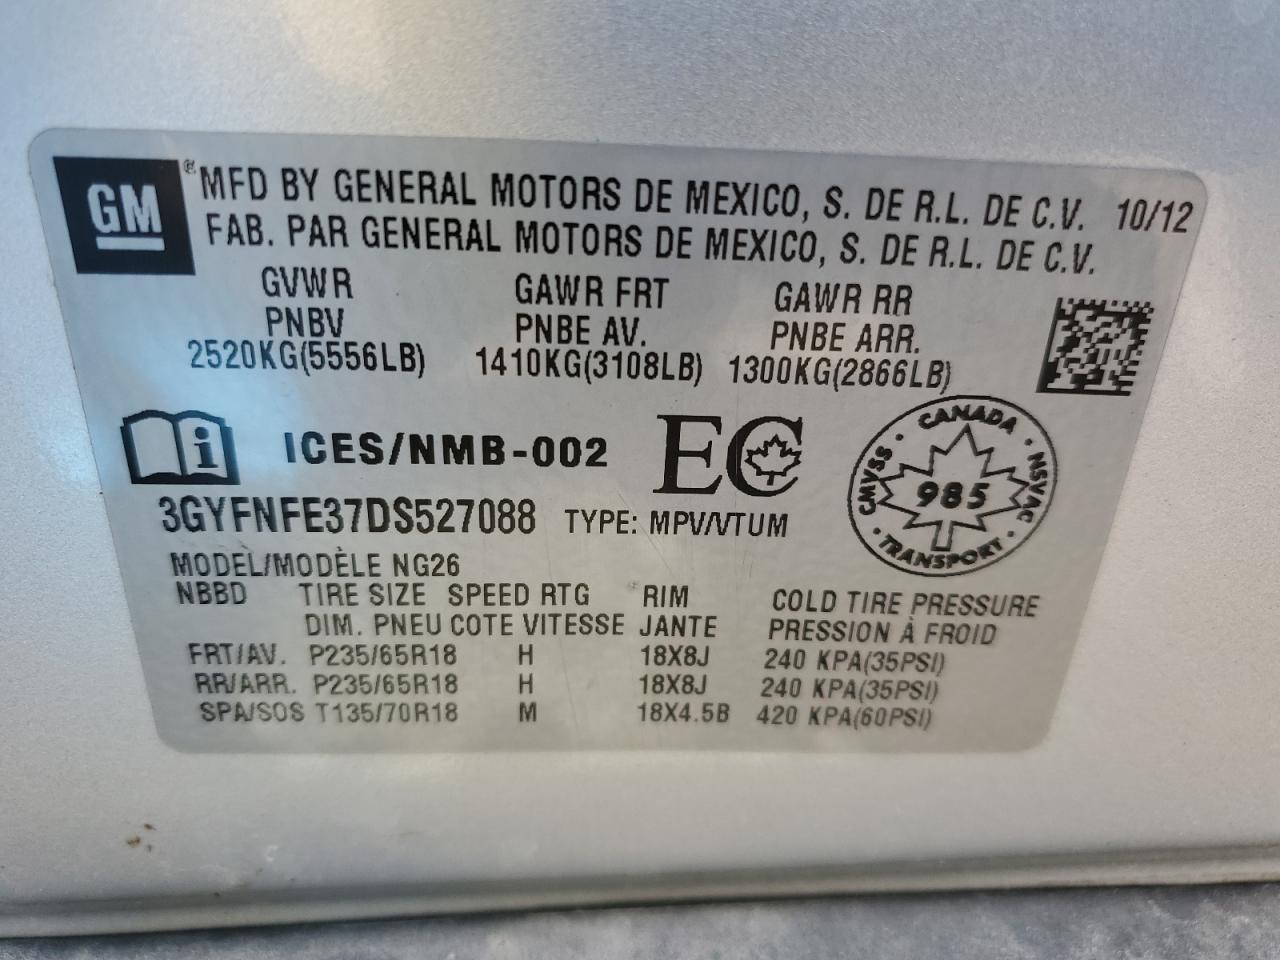 GM ® MFD BY GENERAL MOTORS DE MEXICO, S. DE R.L. DE C.V. 10/12
FAB. PAR GENERAL MOTORS DE MEXICO, S. DE R.L. DE C.V.
GVWR GAWR FRT GAWR RR
PNBV PNBE AV. PNBE ARR.
2520KG(5556LB) 1410KG(3108LB) 1300KG(2866LB)
i ICES/NMB-002 EC
CANADA · NSVAC · TRANSPORT · CMVSS ·
985
3GYFNFE37DS527088 TYPE: MPV/VTUM
MODEL/MODÈLE NG26
NBBD TIRE SIZE SPEED RTG RIM COLD TIRE PRESSURE
DIM. PNEU COTE VITESSE JANTE PRESSION À FROID
FRT/AV. P235/65R18 H 18X8J 240 KPA(35PSI)
RR/ARR. P235/65R18 H 18X8J 240 KPA(35PSI)
SPA/SOS T135/70R18 M 18X4.5B 420 KPA(60PSI)